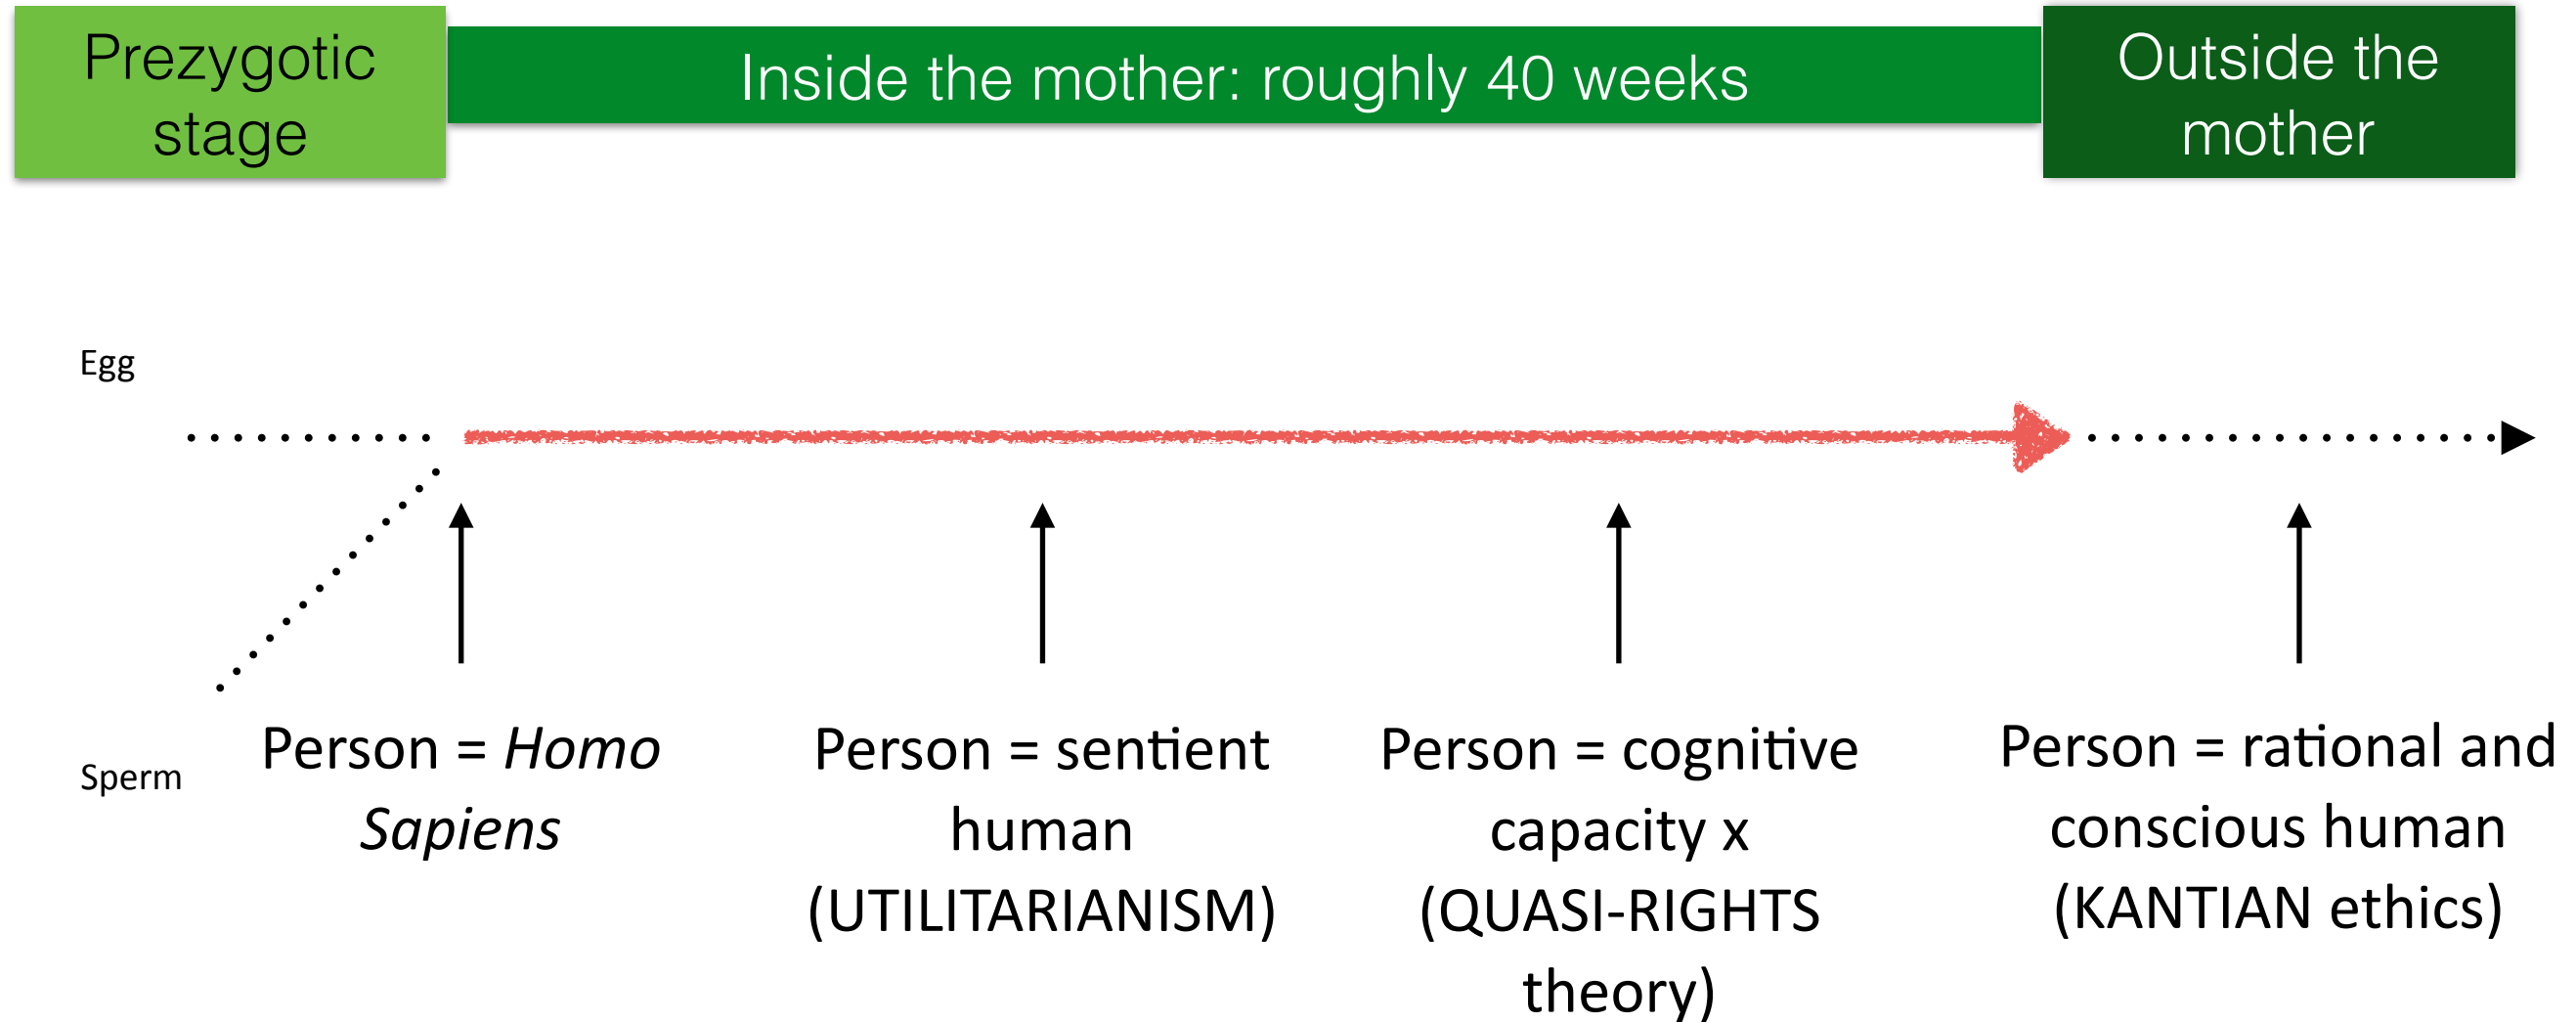 Prezygotic
stage
Inside the mother: roughly 40 weeks
Outside the
mother
Egg
Sperm
Person = Homo
Sapiens
Person = sentient
human
(UTILITARIANISM)
Person = cognitive
capacity x
(QUASI-RIGHTS
theory)
Person = rational and
conscious human
(KANTIAN ethics)